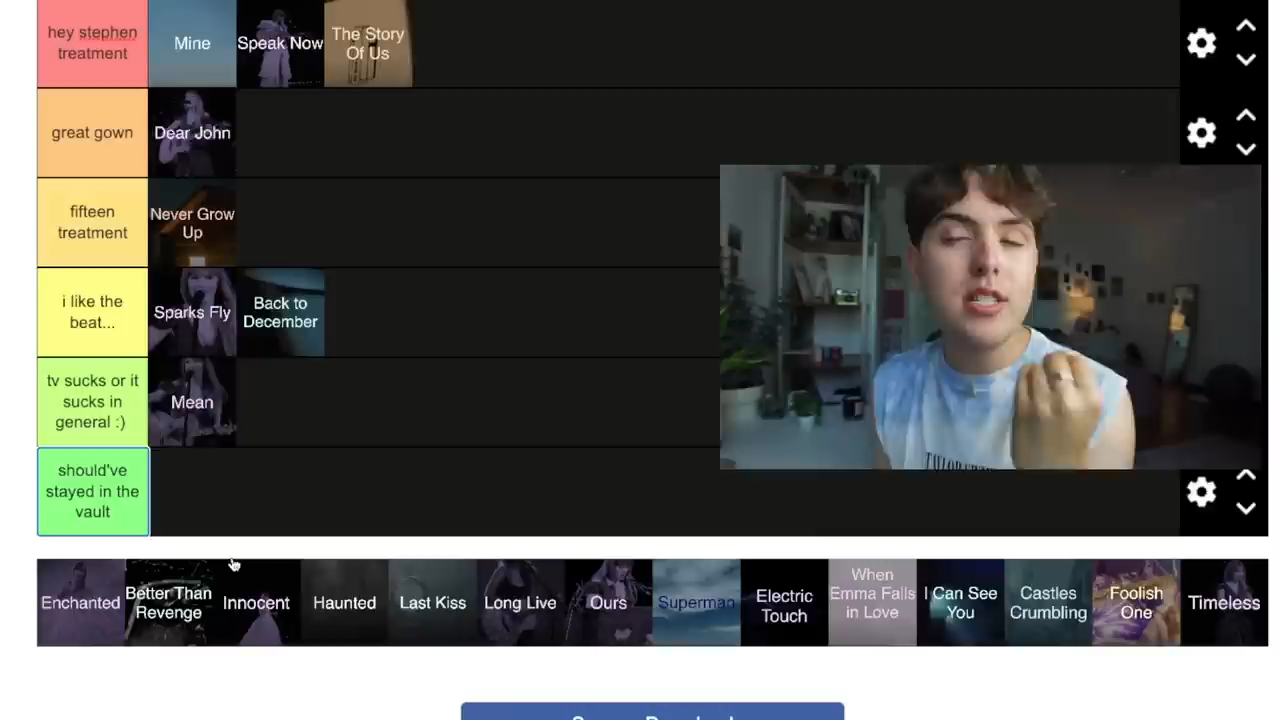 hey stephen
treatment
Mine
Speak Now
The Story
Of Us
great gown
Dear John
fifteen
treatment
Never Grow
Up
i like the
beat...
Sparks Fly
Back to
December
tv sucks or it
sucks in
general :)
Mean
should've
stayed in the
vault
Enchanted
Better Than
Revenge
Innocent
Haunted
Last Kiss
Long Live
Ours
Superman
Electric
Touch
When
Emma Falls
in Love
I Can See
You
Castles
Crumbling
Foolish
One
Timeless